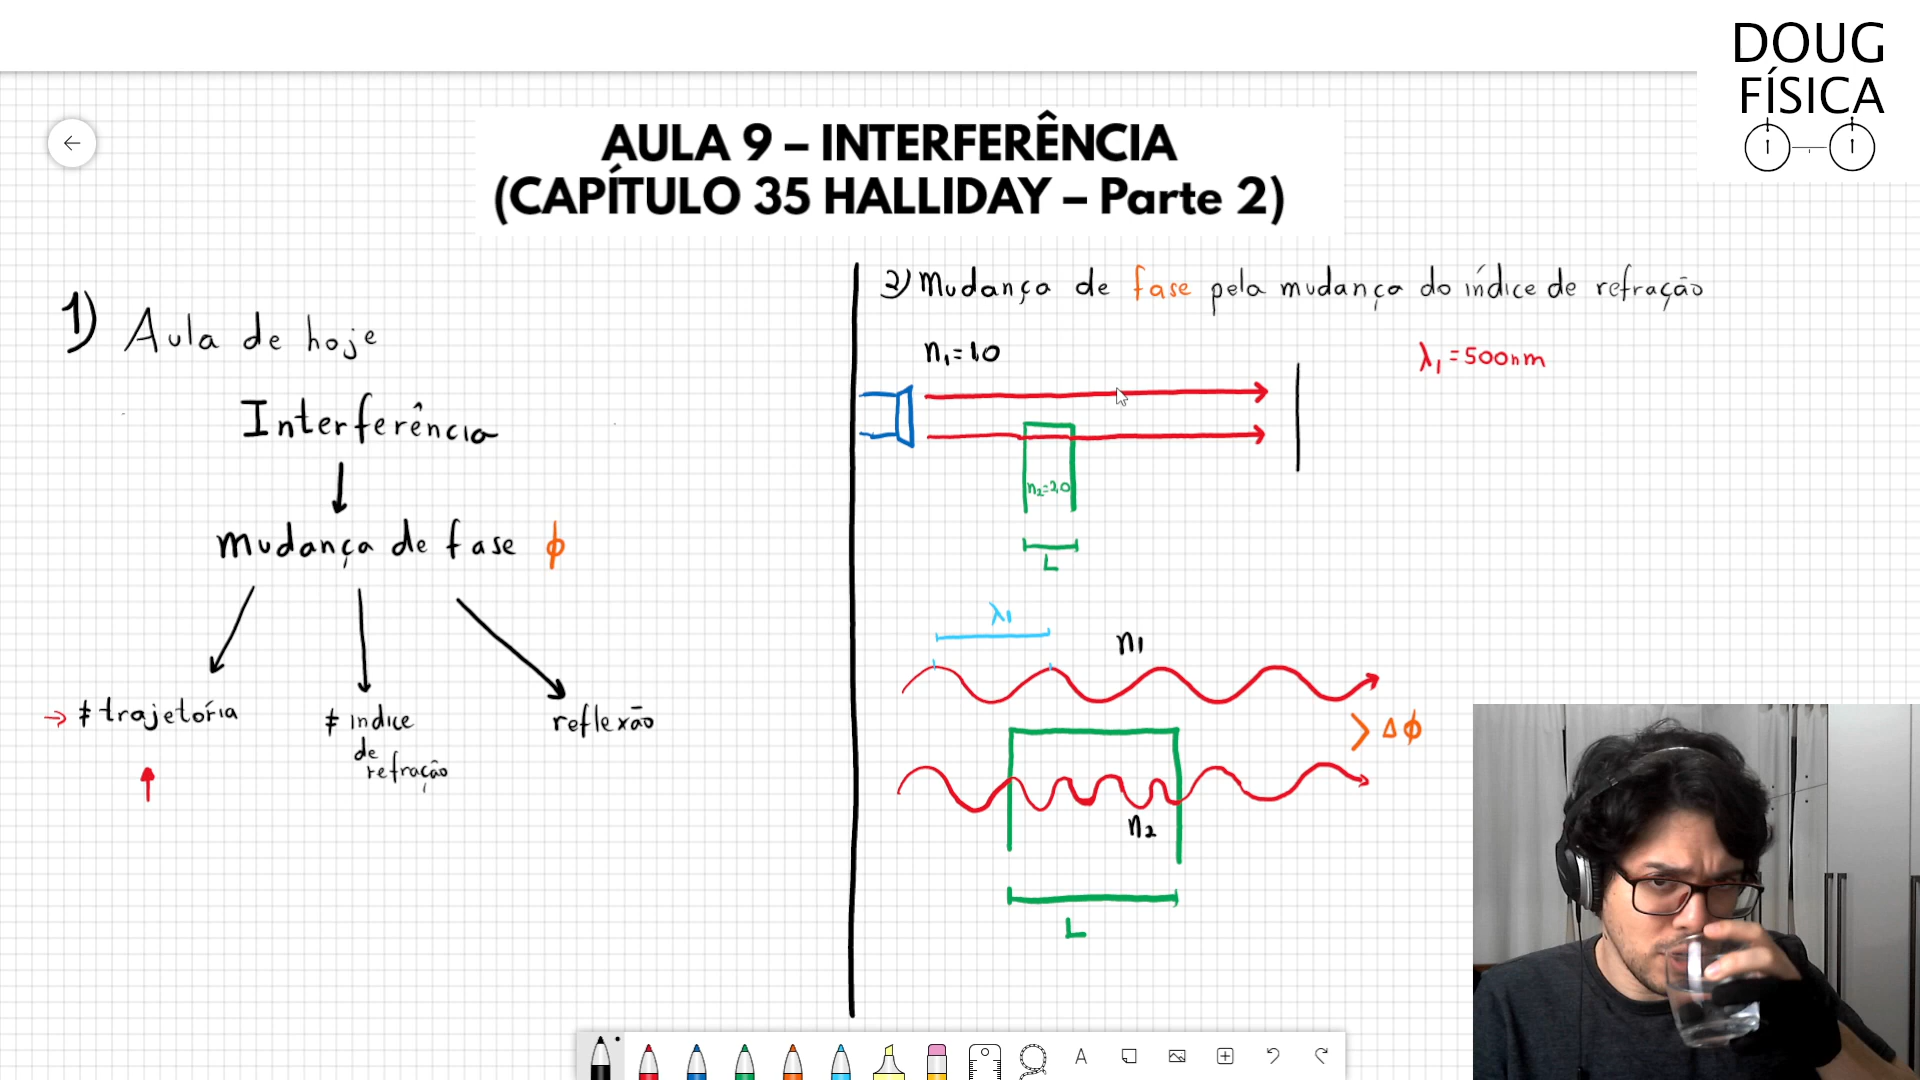 DOUG
FÍSICA
AULA 9 – INTERFERÊNCIA
(CAPÍTULO 35 HALLIDAY – Parte 2)
1) Aula de hoje
Interferência
mudança de fase ϕ
→ ≠ trajetória
≠ indice
de
refração
reflexão
2) Mudança de fase pela mudança do índice de refração
n₁=1,0
λ₁=500nm
n₂=2,0
L
λ₁
n₁
Δϕ
n₂
L
A